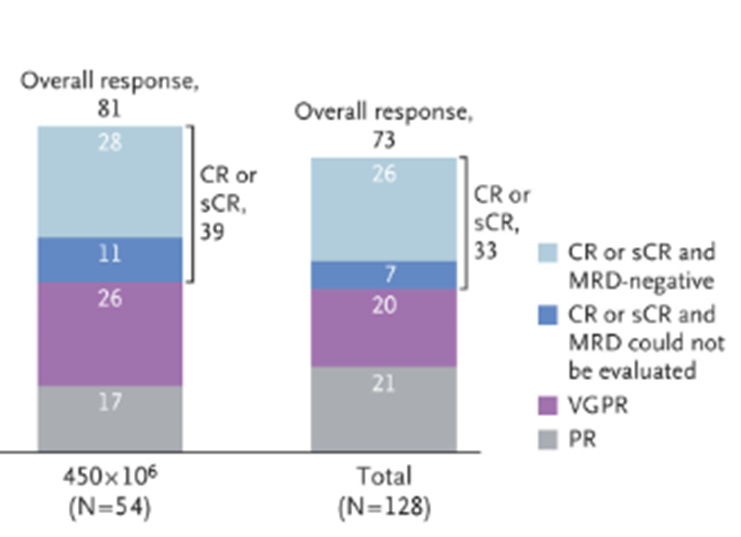 Overall response,
81
28
11
26
17
CR or
sCR,
39
450×10⁶
(N=54)
Overall response,
73
26
7
20
21
CR or
sCR,
33
Total
(N=128)
CR or sCR and
MRD-negative
CR or sCR and
MRD could not
be evaluated
VGPR
PR